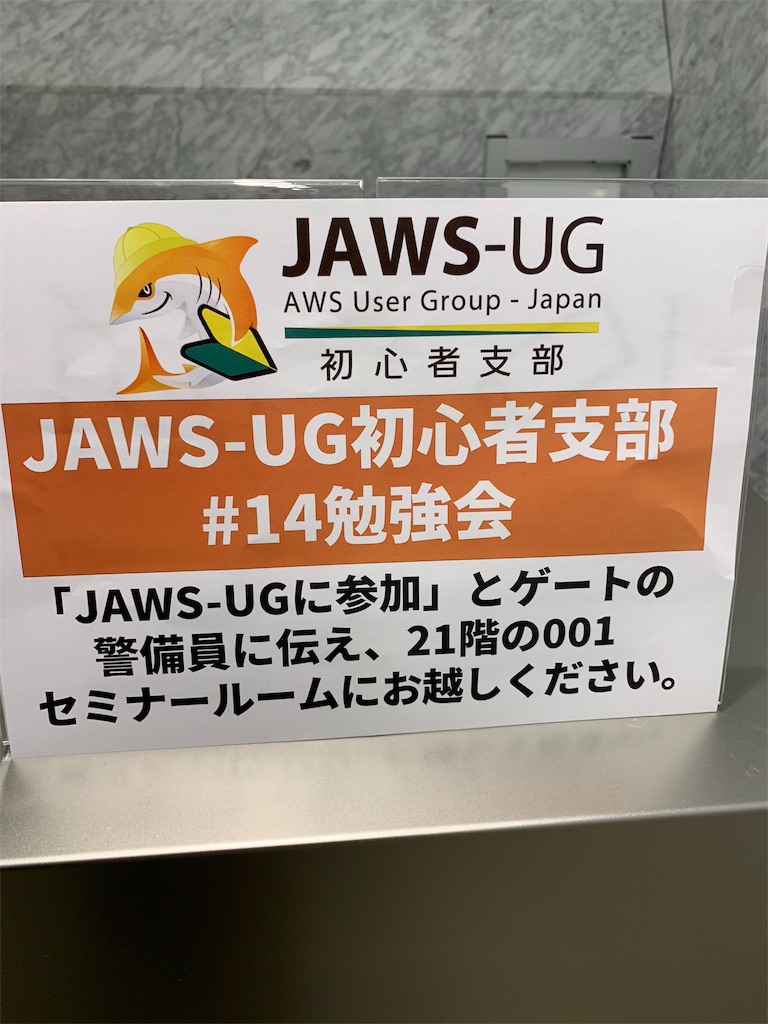 JAWS-UG
AWS User Group - Japan
初心者支部
JAWS-UG初心者支部
#14勉強会
「JAWS-UGに参加」とゲートの
警備員に伝え、21階の001
セミナールームにお越しください。